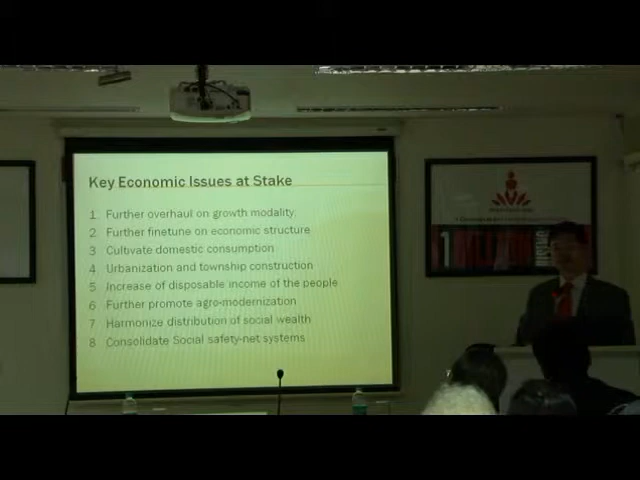 Key Economic Issues at Stake
1. Further overhaul on growth modality.
2. Further finetune on economic structure
3 Cultivate domestic consumption
4 Urbanization and township construction
5 Increase of disposable income of the people
6 Further promote agro-modernization
7 Harmonize distribution of social wealth
8 Consolidate Social safety-net systems